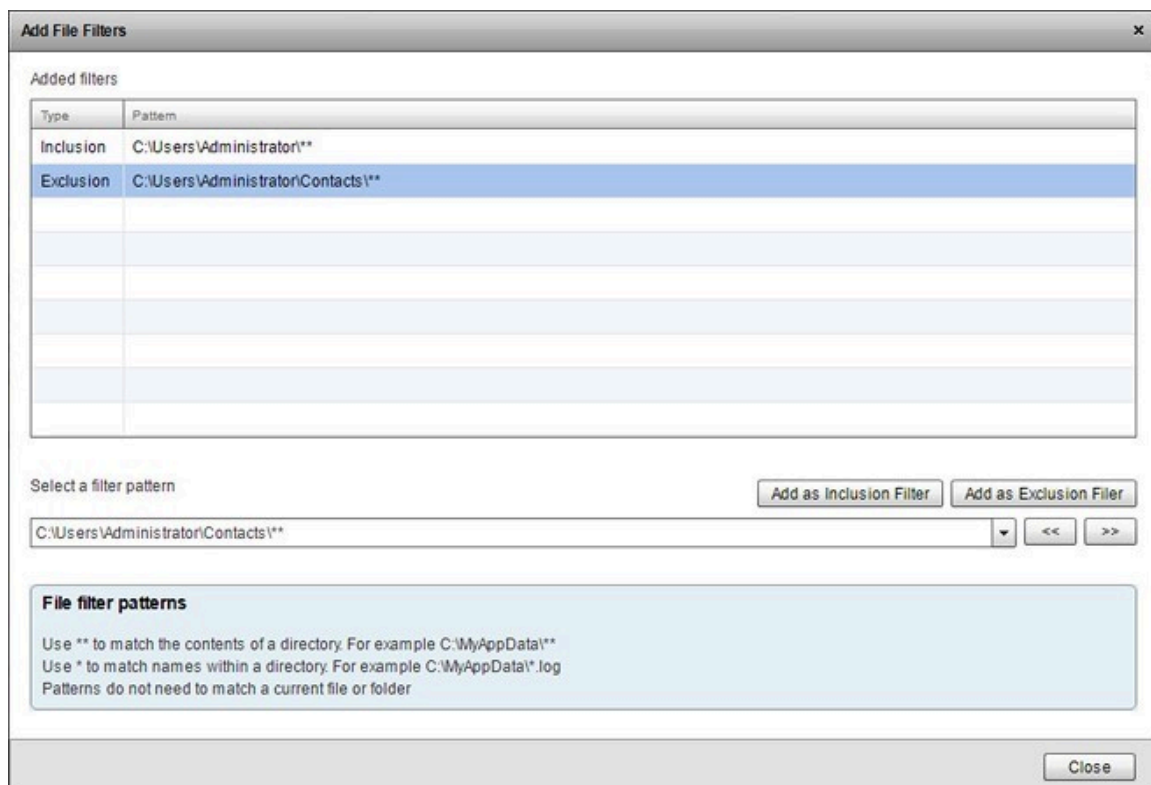 Add File Filters ×
Added filters
Type Pattern
Inclusion C:\Users\Administrator\**
Exclusion C:\Users\Administrator\Contacts\**
Select a filter pattern Add as Inclusion Filter Add as Exclusion Filer
C:\Users\Administrator\Contacts\** << >>
File filter patterns
Use ** to match the contents of a directory. For example C:\MyAppData\**
Use * to match names within a directory. For example C:\MyAppData\*.log
Patterns do not need to match a current file or folder
Close